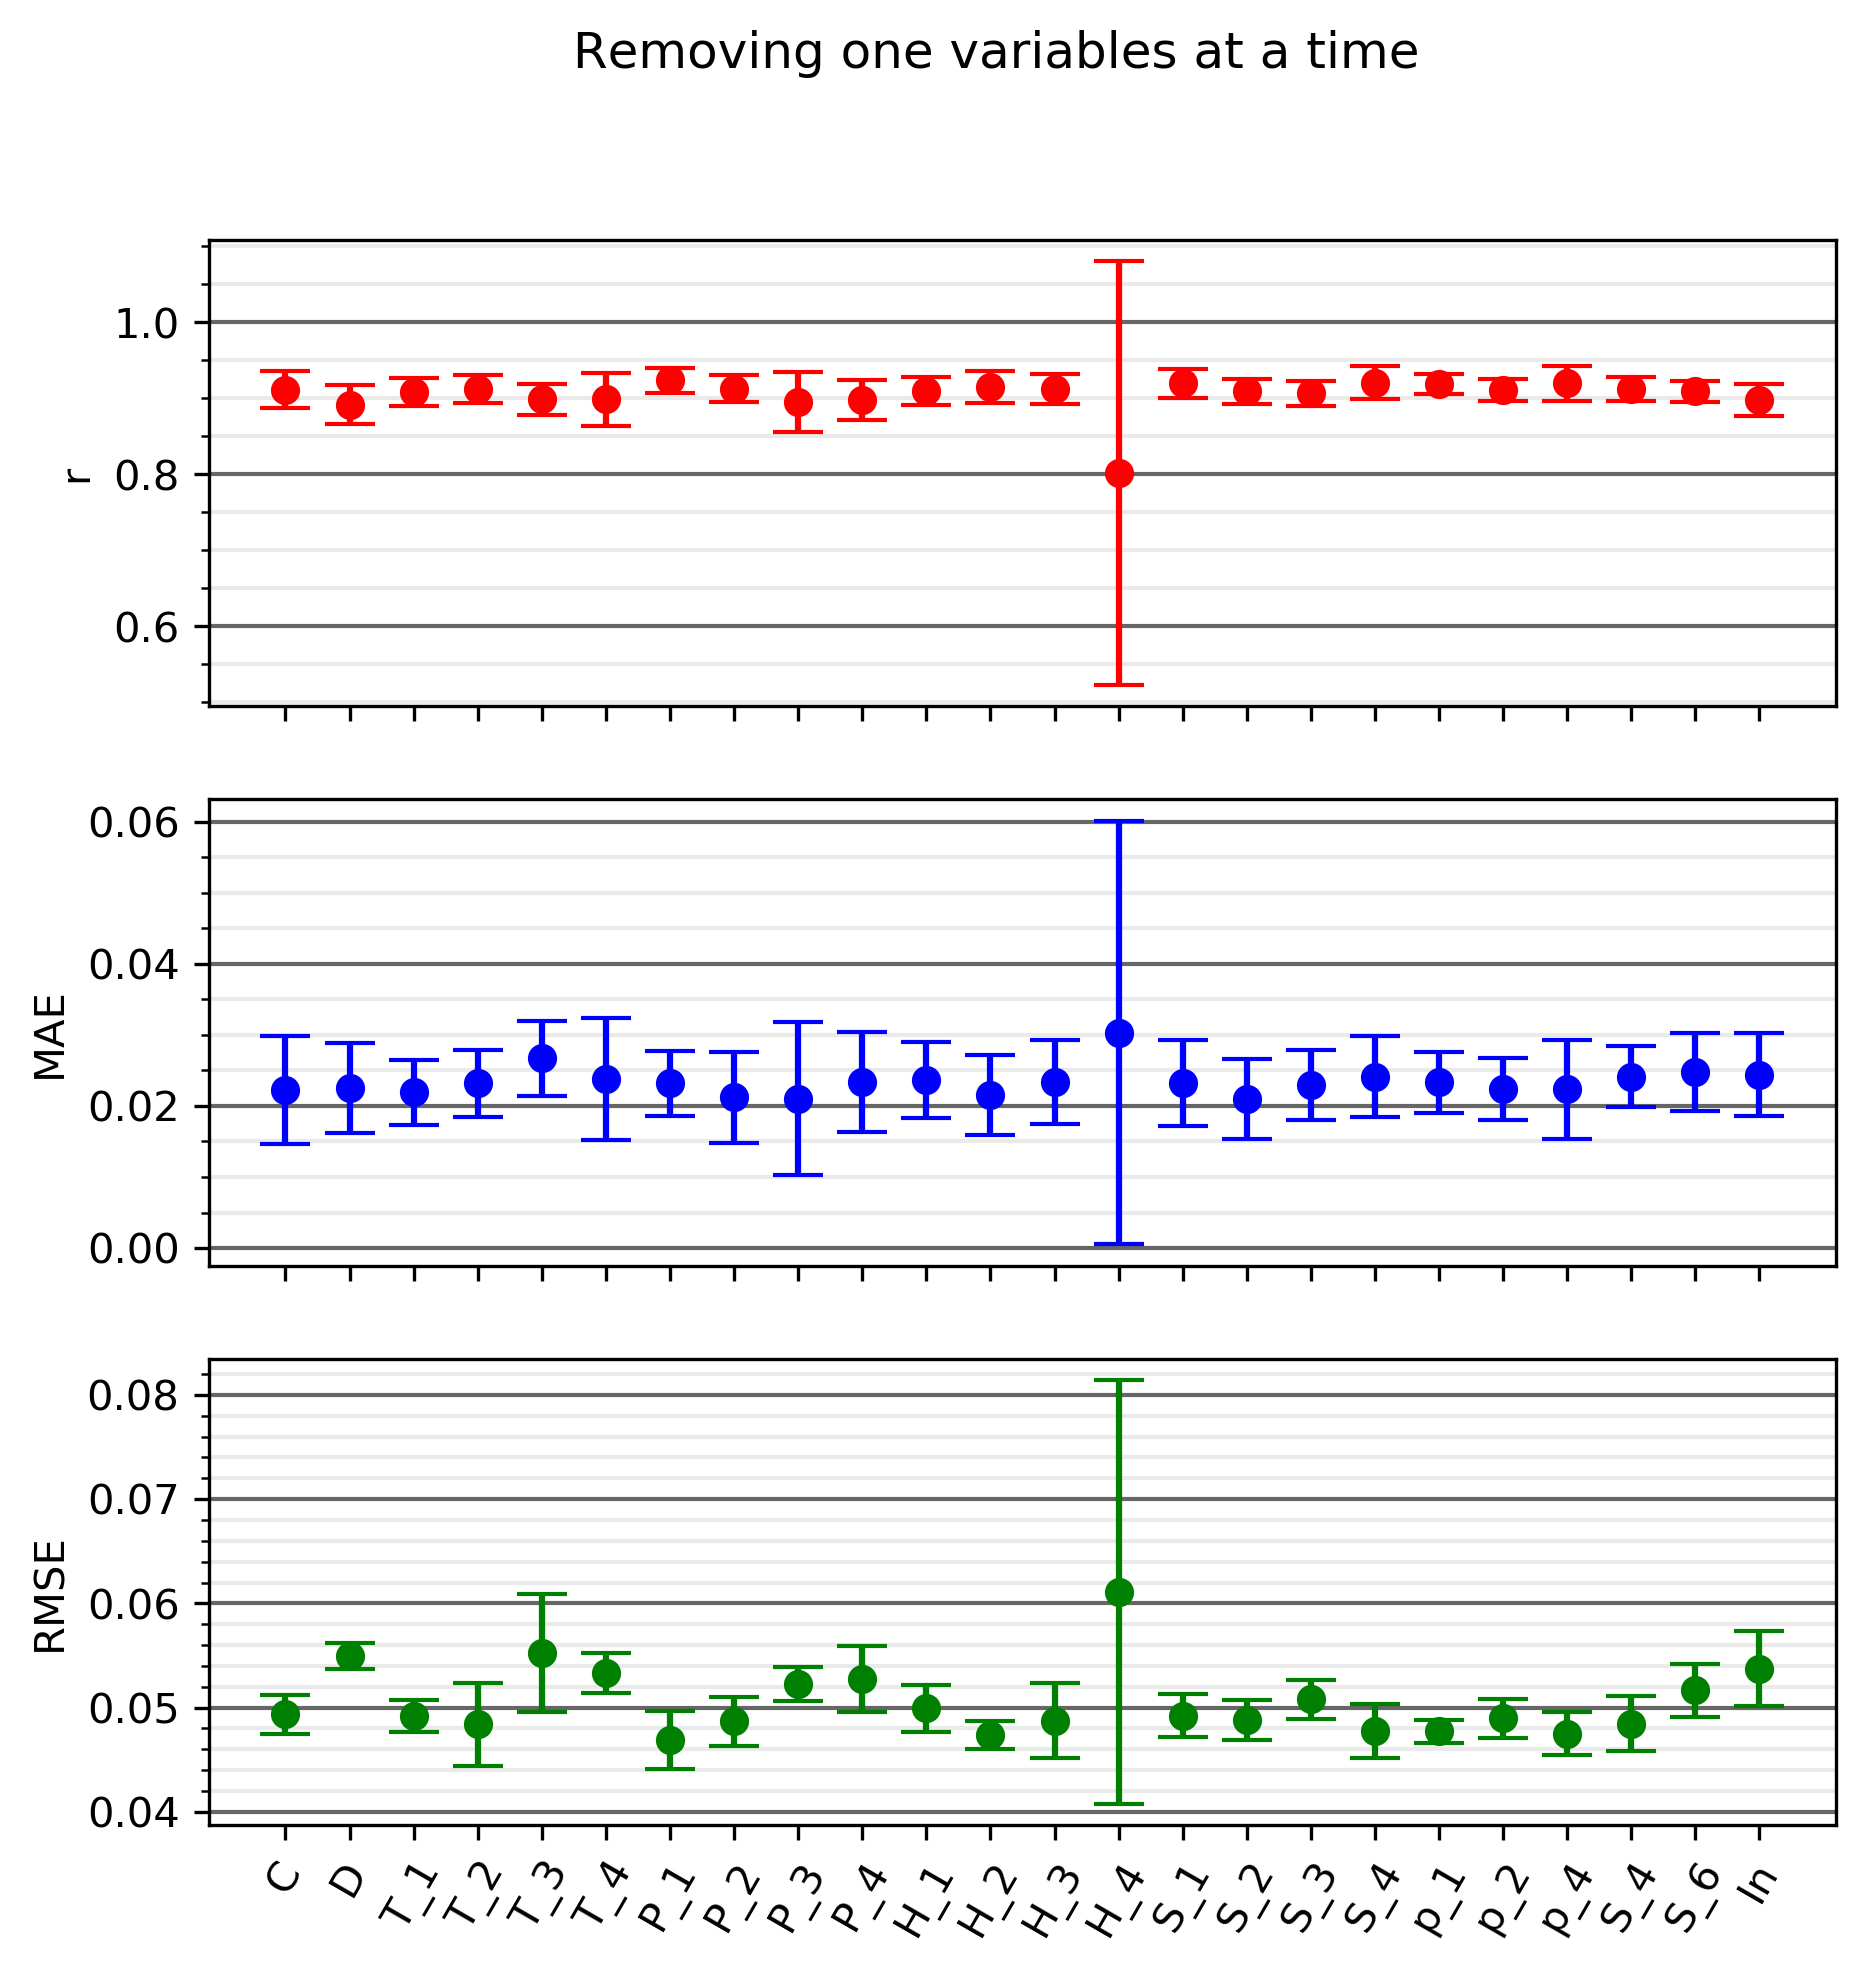 Removing one variables at a time
1.0
0.8
0.6
r
0.06
0.04
0.02
0.00
MAE
0.08
0.07
0.06
0.05
0.04
RMSE
C D T_1 T_2 T_3 T_4 P_1 P_2 P_3 P_4 H_1 H_2 H_3 H_4 S_1 S_2 S_3 S_4 p_1 p_2 p_4 S_4 S_6 In